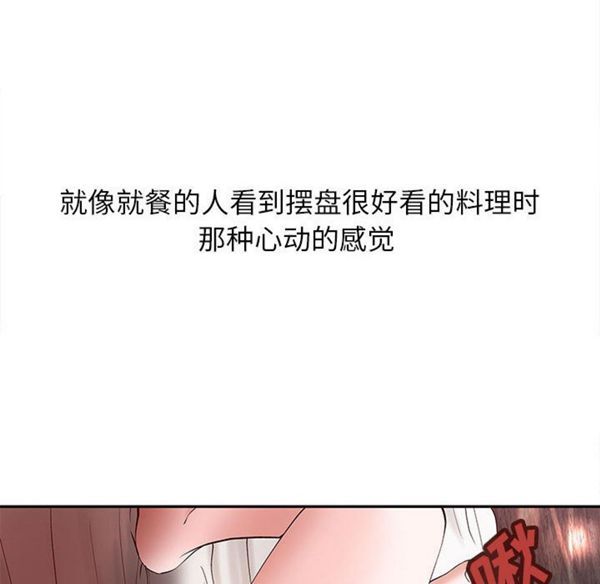 就像就餐的人看到摆盘很好看的料理时
那种心动的感觉
啾